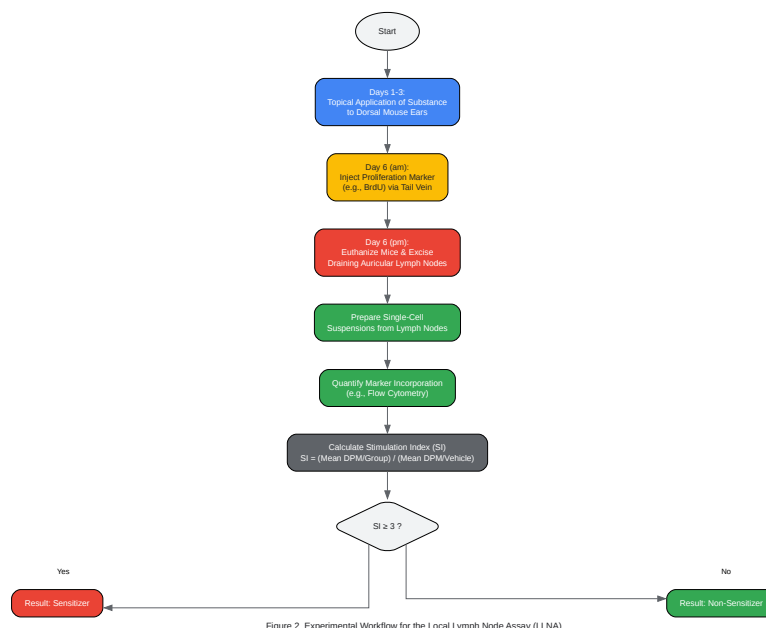 Start
Days 1-3:
Topical Application of Substance
to Dorsal Mouse Ears
Day 6 (am):
Inject Proliferation Marker
(e.g., BrdU) via Tail Vein
Day 6 (pm):
Euthanize Mice & Excise
Draining Auricular Lymph Nodes
Prepare Single-Cell
Suspensions from Lymph Nodes
Quantify Marker Incorporation
(e.g., Flow Cytometry)
Calculate Stimulation Index (SI)
SI = (Mean DPM/Group) / (Mean DPM/Vehicle)
SI ≥ 3 ?
Yes
No
Result: Sensitizer
Result: Non-Sensitizer
Figure 2. Experimental Workflow for the Local Lymph Node Assay (LLNA)